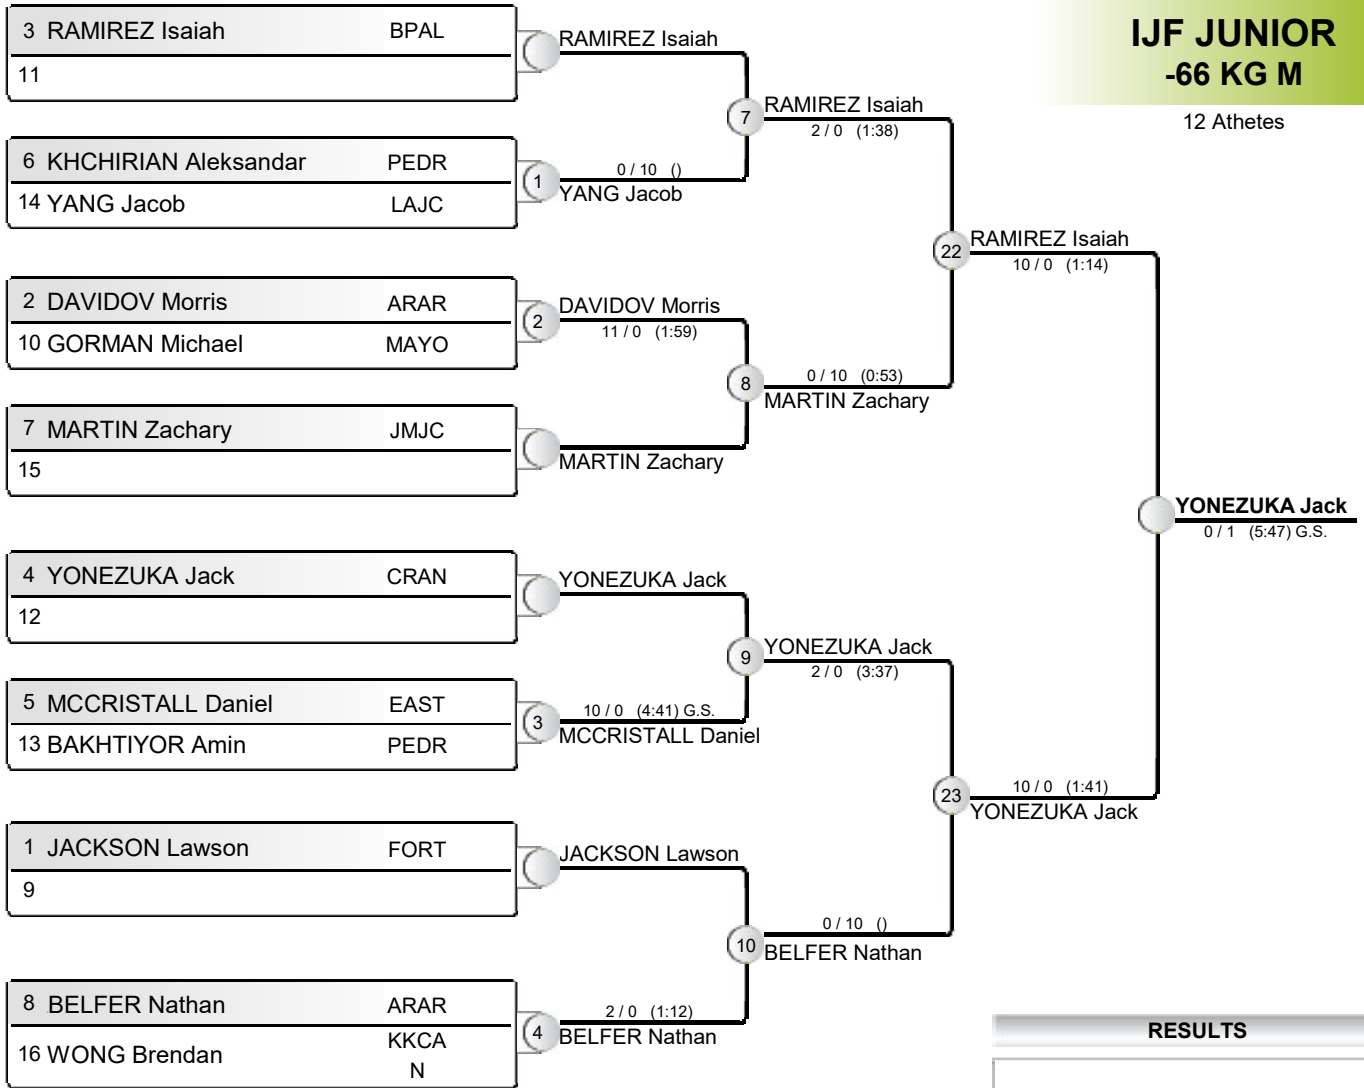 IJF JUNIOR
-66 KG M
12 Athetes
3 RAMIREZ Isaiah BPAL
11
6 KHCHIRIAN Aleksandar PEDR
14 YANG Jacob LAJC
2 DAVIDOV Morris ARAR
10 GORMAN Michael MAYO
7 MARTIN Zachary JMJC
15
4 YONEZUKA Jack CRAN
12
5 MCCRISTALL Daniel EAST
13 BAKHTIYOR Amin PEDR
1 JACKSON Lawson FORT
9
8 BELFER Nathan ARAR
16 WONG Brendan KKCA
N
RAMIREZ Isaiah
1
0 / 10 ()
YANG Jacob
2
DAVIDOV Morris
11 / 0 (1:59)
MARTIN Zachary
YONEZUKA Jack
3
10 / 0 (4:41) G.S.
MCCRISTALL Daniel
JACKSON Lawson
4
2 / 0 (1:12)
BELFER Nathan
7
RAMIREZ Isaiah
2 / 0 (1:38)
8
0 / 10 (0:53)
MARTIN Zachary
9
YONEZUKA Jack
2 / 0 (3:37)
10
0 / 10 ()
BELFER Nathan
22
RAMIREZ Isaiah
10 / 0 (1:14)
23
10 / 0 (1:41)
YONEZUKA Jack
YONEZUKA Jack
0 / 1 (5:47) G.S.
RESULTS